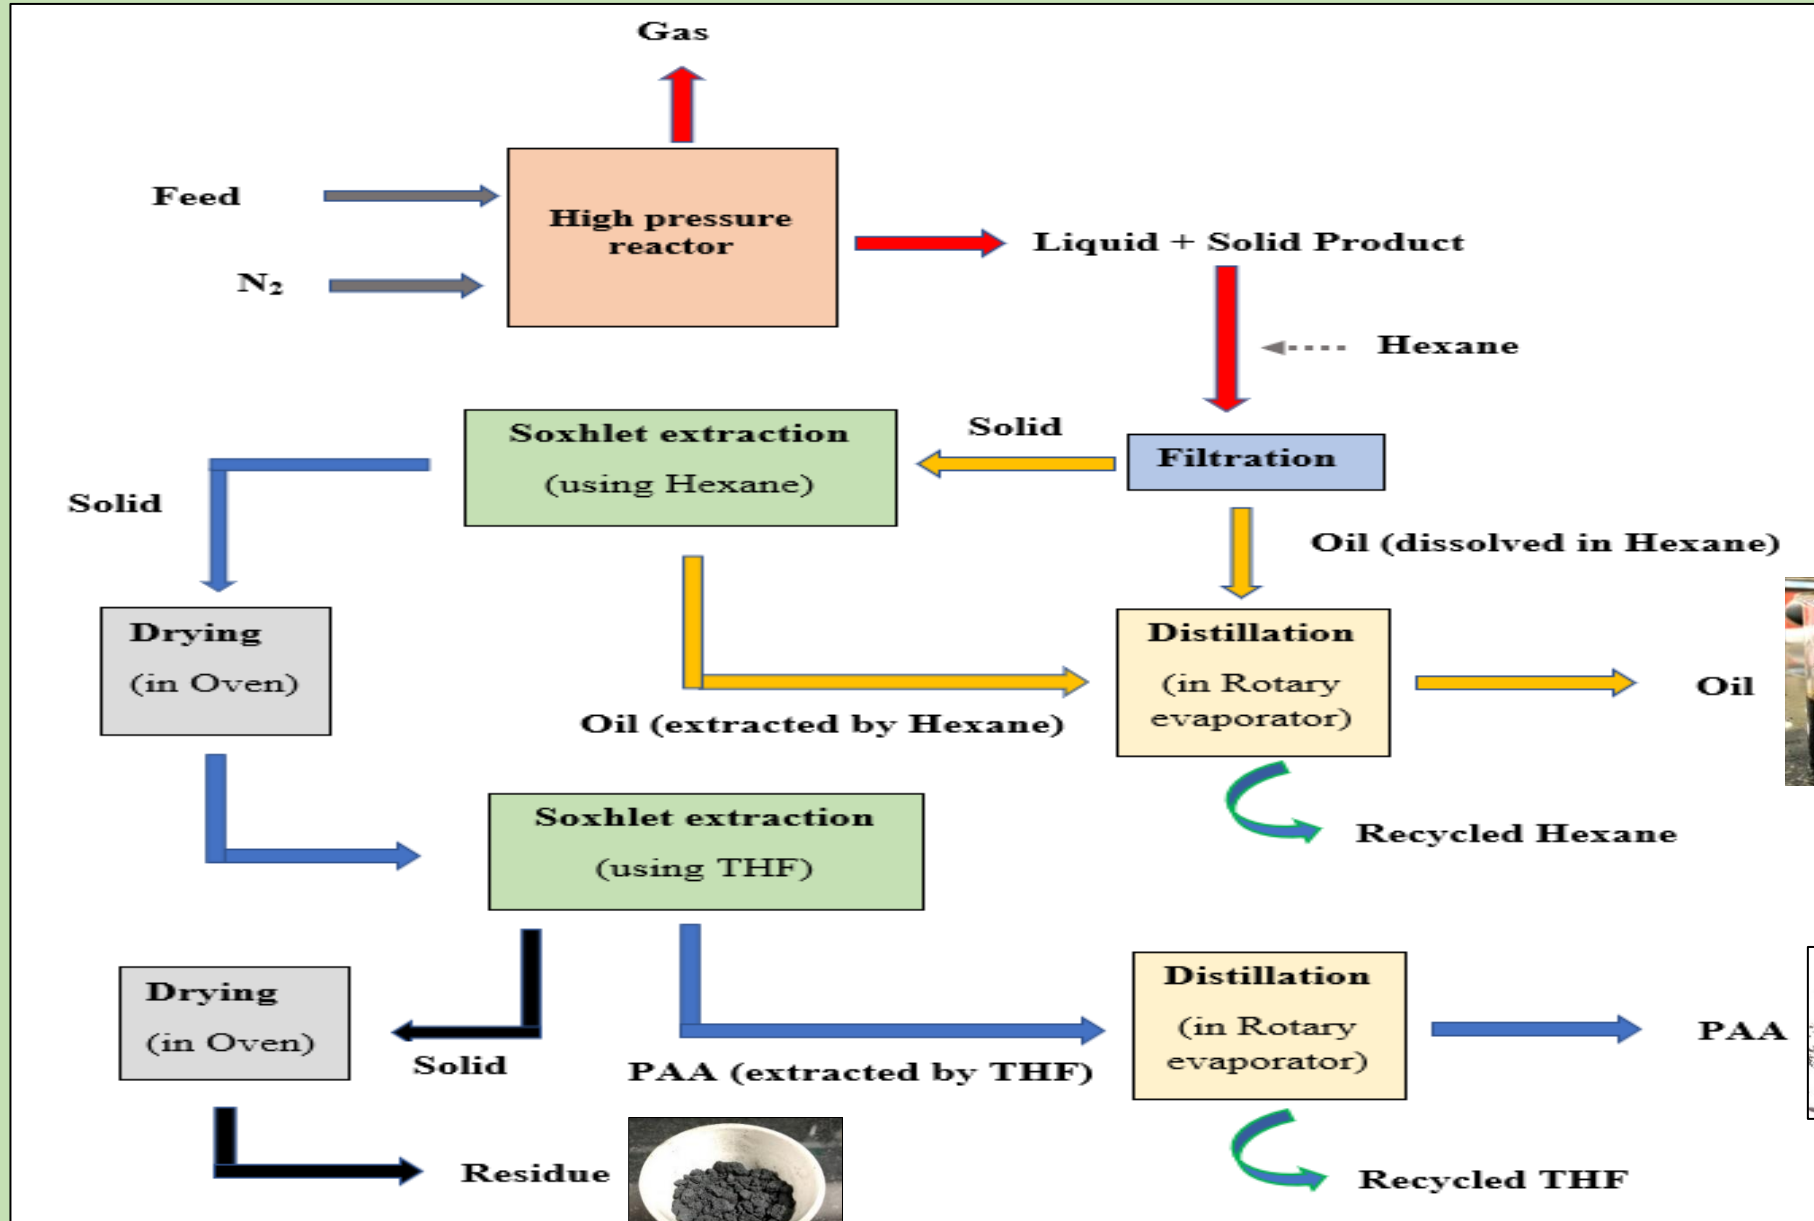 Gas
Feed
High pressure
reactor
Liquid + Solid Product
N₂
Hexane
Soxhlet extraction
(using Hexane)
Solid
Filtration
Solid
Oil (dissolved in Hexane)
Drying
(in Oven)
Distillation
(in Rotary
evaporator)
Oil
Oil (extracted by Hexane)
Soxhlet extraction
(using THF)
Recycled Hexane
Drying
(in Oven)
Solid
PAA (extracted by THF)
Distillation
(in Rotary
evaporator)
PAA
Residue
Recycled THF